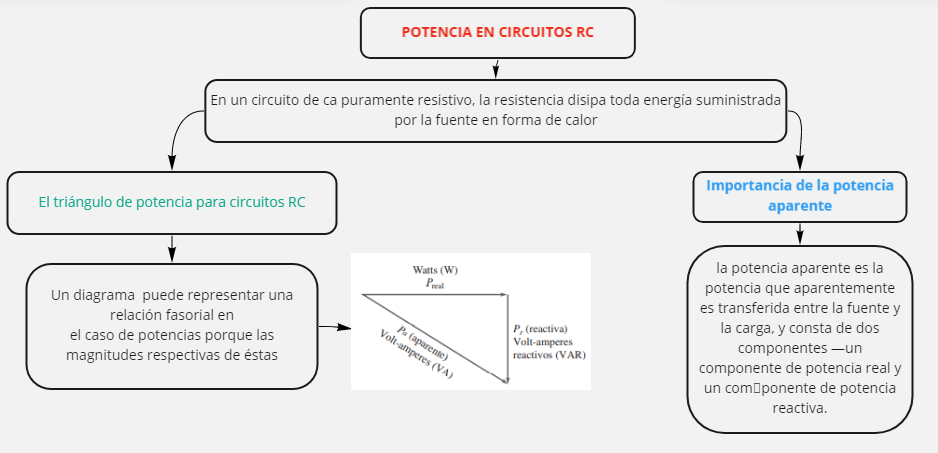 POTENCIA EN CIRCUITOS RC
En un circuito de ca puramente resistivo, la resistencia disipa toda energía suministrada
por la fuente en forma de calor
El triángulo de potencia para circuitos RC
Importancia de la potencia
aparente
Un diagrama puede representar una
relación fasorial en
el caso de potencias porque las
magnitudes respectivas de éstas
Watts (W)
Preal
Pr (reactiva)
Volt-amperes
reactivos (VAR)
Pa (aparente)
Volt-amperes (VA)
la potencia aparente es la
potencia que aparentemente
es transferida entre la fuente y
la carga, y consta de dos
componentes —un
componente de potencia real y
un com▯ponente de potencia
reactiva.